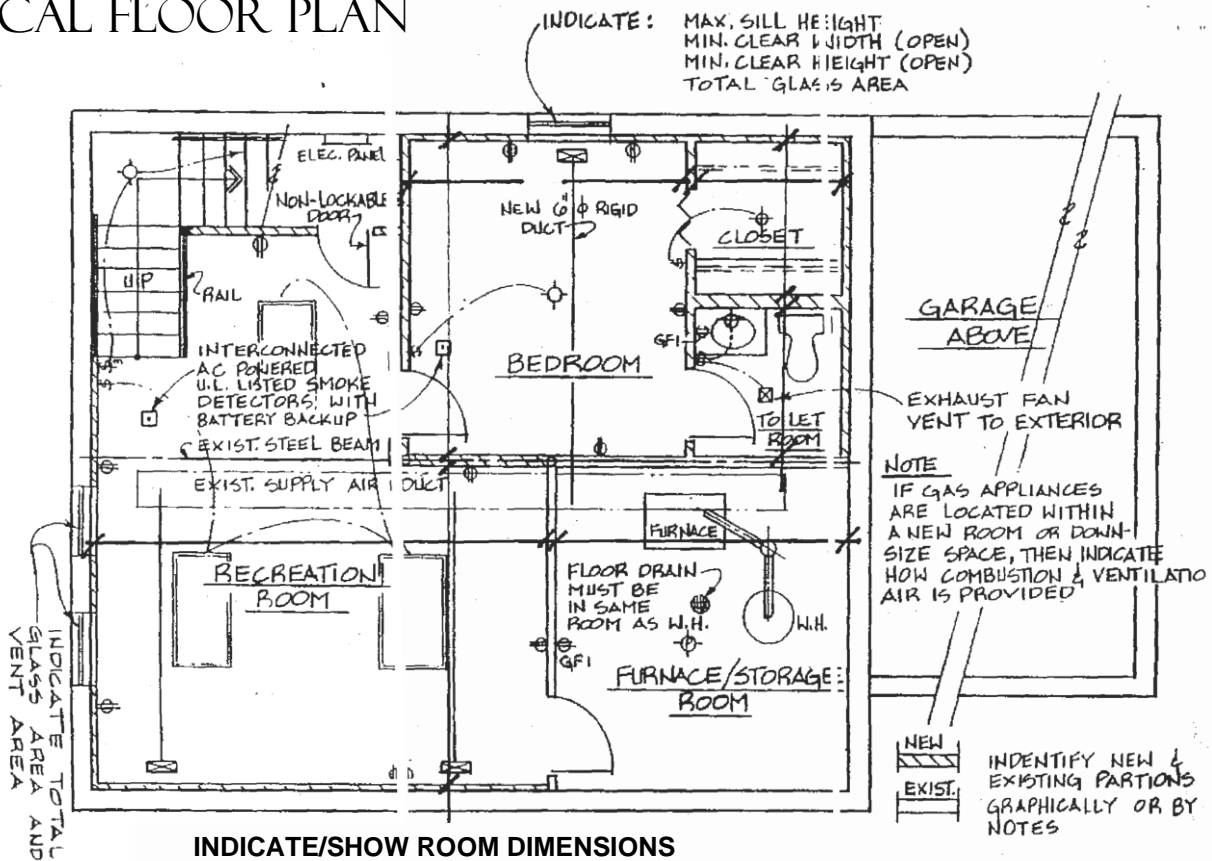 CAL FLOOR PLAN
INDICATE: MAX. SILL HEIGHT
MIN. CLEAR WIDTH (OPEN)
MIN. CLEAR HEIGHT (OPEN)
TOTAL GLASS AREA
ELEC. PANEL
NON-LOCKABLE
DOOR
NEW 6" Φ RIGID
DUCT
CLOSET
UP
RAIL
GARAGE
ABOVE
INTERCONNECTED
AC POWERED
U.L. LISTED SMOKE
DETECTORS WITH
BATTERY BACKUP
GFI
BEDROOM
TOILET
ROOM
EXHAUST FAN
VENT TO EXTERIOR
EXIST. STEEL BEAM
EXIST. SUPPLY AIR DUCT
NOTE
IF GAS APPLIANCES
ARE LOCATED WITHIN
A NEW ROOM OR DOWN-
SIZE SPACE, THEN INDICATE
HOW COMBUSTION & VENTILATIO
AIR IS PROVIDED
FURNACE
RECREATION
ROOM
FLOOR DRAIN
MUST BE
IN SAME
ROOM AS W.H.
W.H.
GFI
FURNACE/STORAGE
ROOM
INDICATE TOTAL
GLASS AREA AND
VENT AREA
NEW
EXIST.
INDENTIFY NEW &
EXISTING PARTIONS
GRAPHICALLY OR BY
NOTES
INDICATE/SHOW ROOM DIMENSIONS